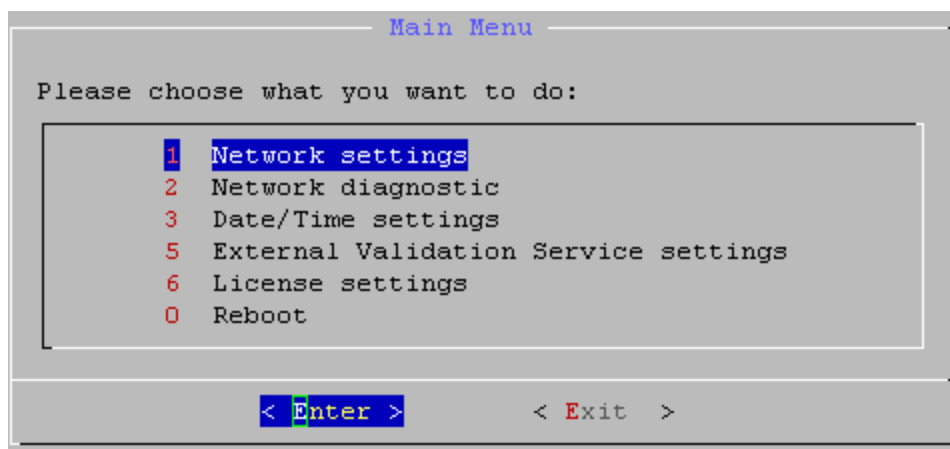 Main Menu
Please choose what you want to do:
1 Network settings
2 Network diagnostic
3 Date/Time settings
5 External Validation Service settings
6 License settings
0 Reboot
< Enter > < Exit >